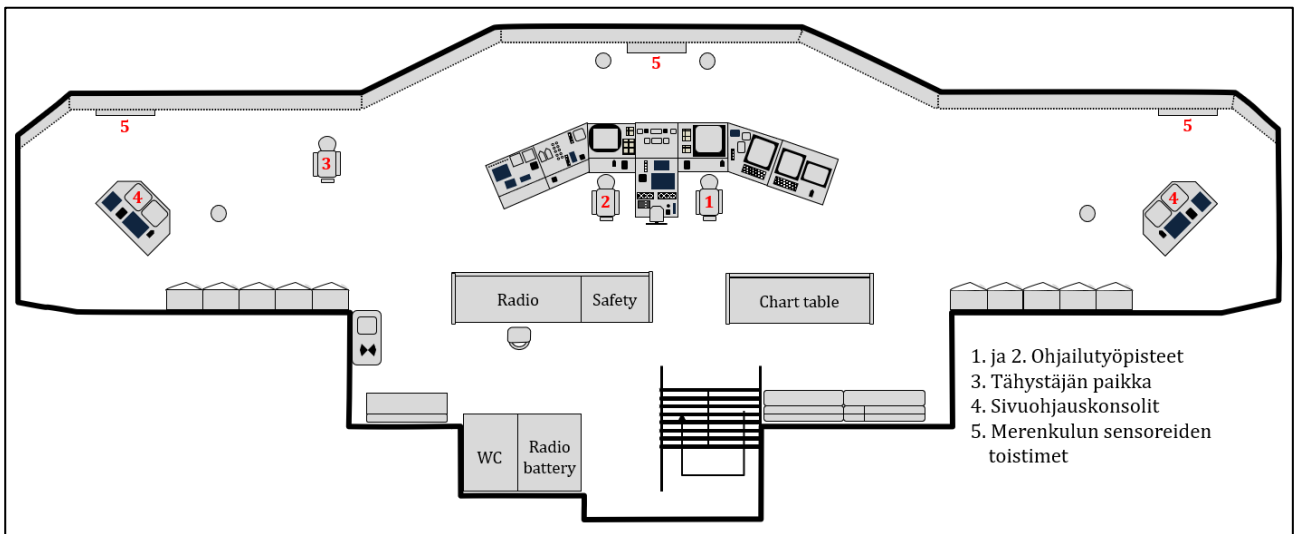 5
5
5
3
4
2
1
4
Radio
Safety
Chart table
WC
Radio
battery
1. ja 2. Ohjailutyöpisteet
3. Tähystäjän paikka
4. Sivuohjauskonsolit
5. Merenkulun sensoreiden
toistimet